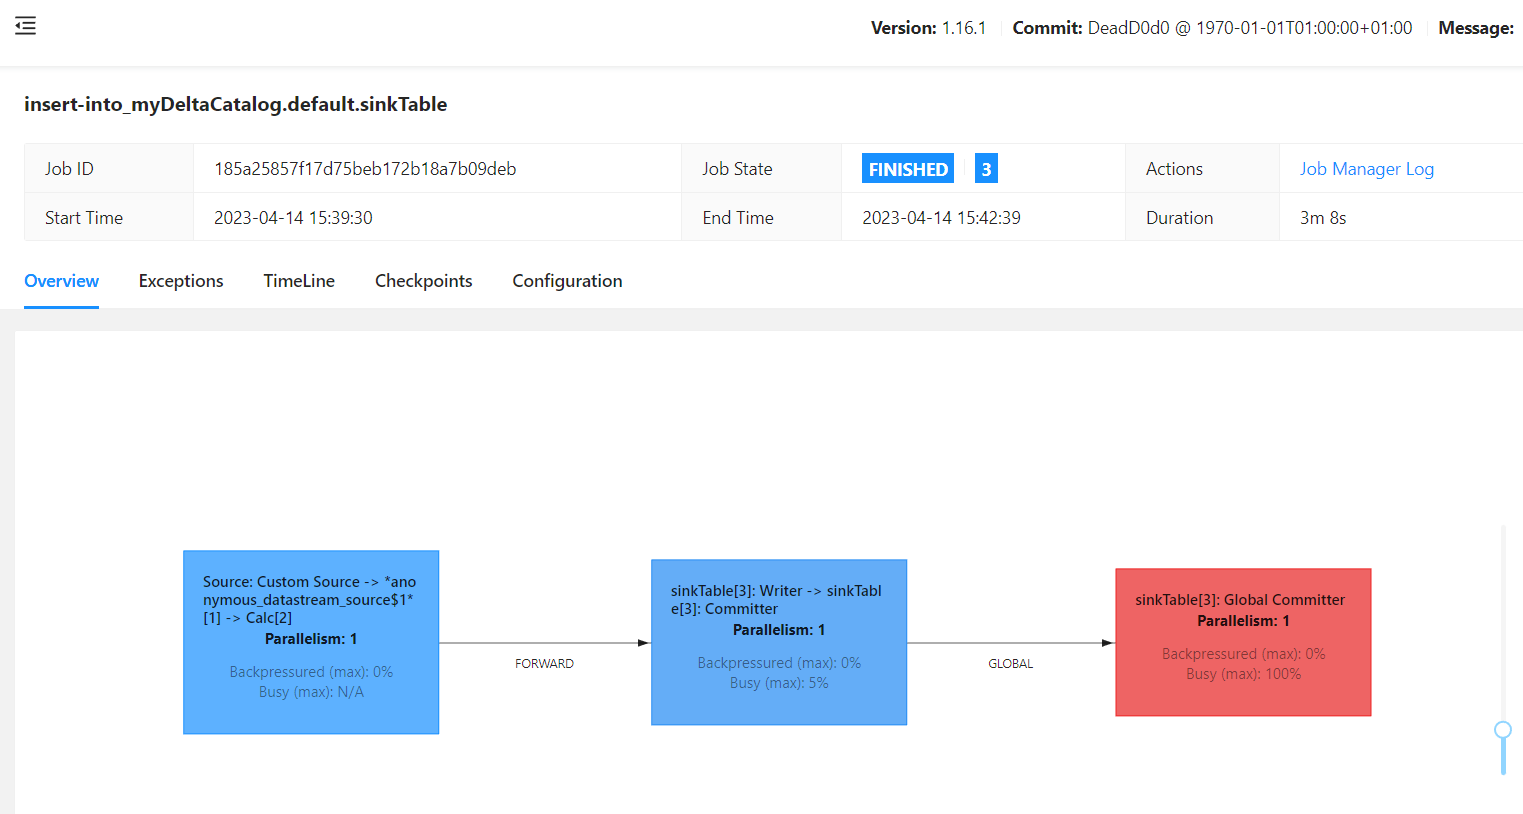 Version: 1.16.1 Commit: DeadD0d0 @ 1970-01-01T01:00:00+01:00 Message:
insert-into_myDeltaCatalog.default.sinkTable
Job ID 185a25857f17d75beb172b18a7b09deb Job State FINISHED 3 Actions Job Manager Log
Start Time 2023-04-14 15:39:30 End Time 2023-04-14 15:42:39 Duration 3m 8s
Overview Exceptions TimeLine Checkpoints Configuration
Source: Custom Source -> *ano
nymous_datastream_source$1*
[1] -> Calc[2]
Parallelism: 1
Backpressured (max): 0%
Busy (max): N/A
FORWARD
sinkTable[3]: Writer -> sinkTabl
e[3]: Committer
Parallelism: 1
Backpressured (max): 0%
Busy (max): 5%
GLOBAL
sinkTable[3]: Global Committer
Parallelism: 1
Backpressured (max): 0%
Busy (max): 100%